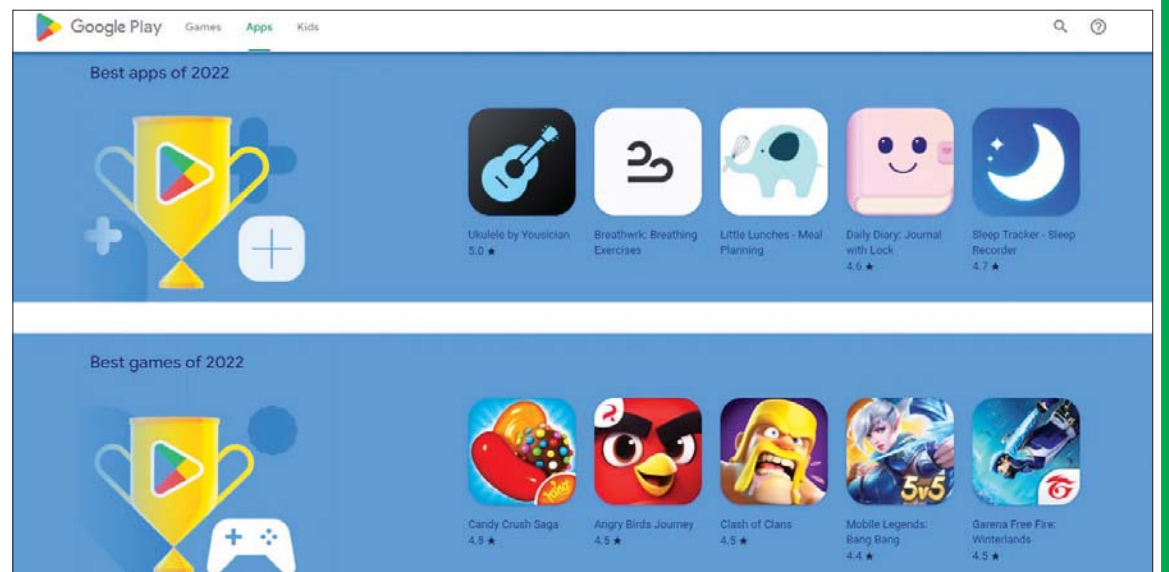 Google Play Games Apps Kids
Best apps of 2022
Ukulele by Yousician
5.0 ★
Breathwrk: Breathing
Exercises
Little Lunches - Meal
Planning
Daily Diary: Journal
with Lock
4.6 ★
Sleep Tracker - Sleep
Recorder
4.7 ★
Best games of 2022
King
5v5
Candy Crush Saga
4.5 ★
Angry Birds Journey
4.5 ★
Clash of Clans
4.5 ★
Mobile Legends:
Bang Bang
4.4 ★
Garena Free Fire:
Winterlands
4.5 ★